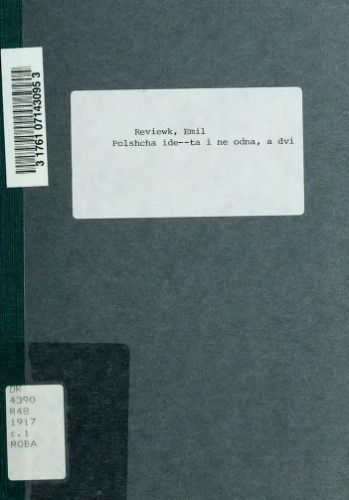 3 1761 07143095 3
Reviewk, Emil
Polshcha ide--ta i ne odna, a dvi
DK
4390
R48
1917
c.1
ROBA